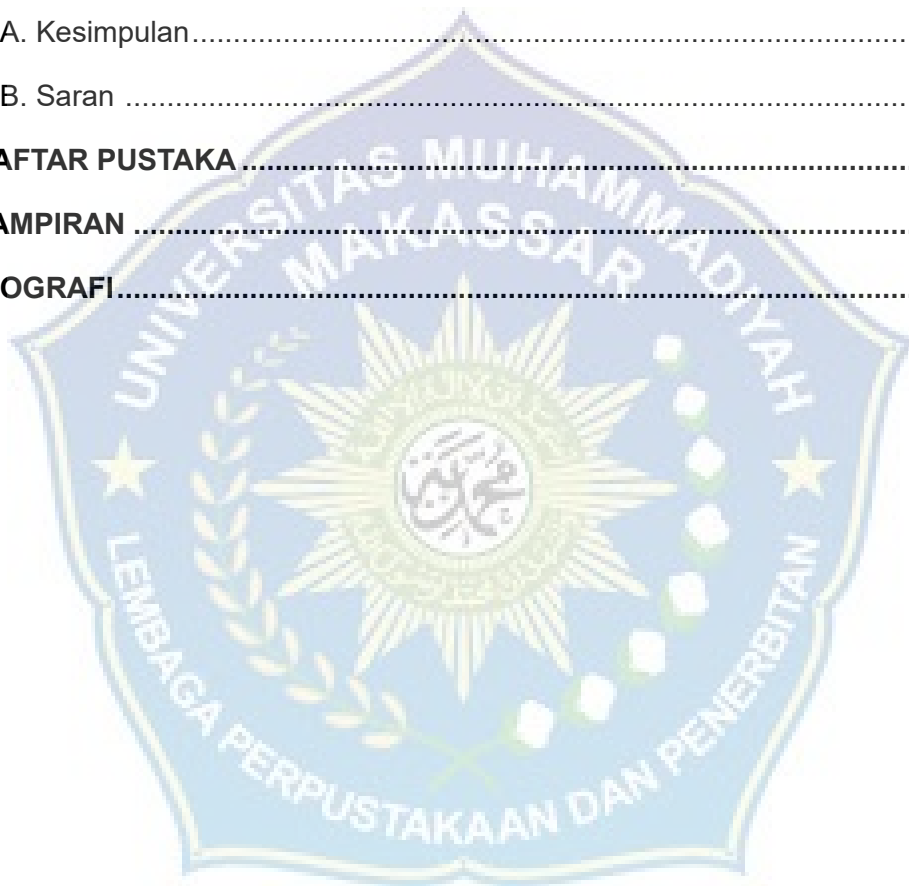 A. Kesimpulan..............................................................................................
B. Saran ......................................................................................................
AFTAR PUSTAKA ......................................................................................
AMPIRAN ...................................................................................................
OGRAFI......................................................................................................
UNIVERSITAS MUHAMMADIYAH
MAKASSAR
LEMBAGA PERPUSTAKAAN DAN PENERBITAN